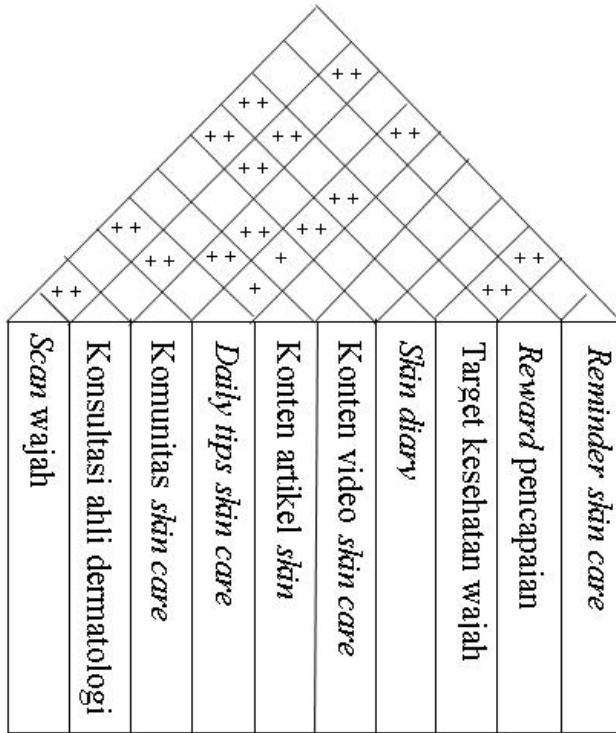 + +
+ +
+ + + + + +
+ +
+ +
+ + + + + +
+ + + + + + +
+ + + + +
Scan wajah
Konsultasi ahli dermatologi
Komunitas skin care
Daily tips skin care
Konten artikel skin
Konten video skin care
Skin diary
Target kesehatan wajah
Reward pencapaian
Reminder skin care